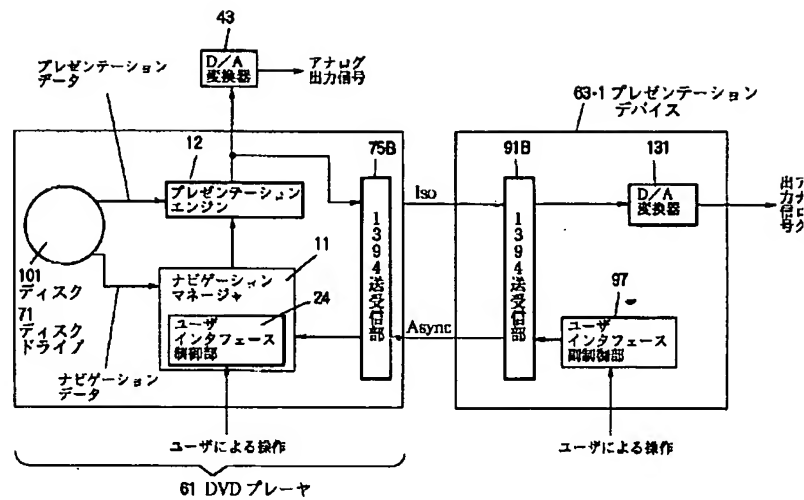 43
D/A
変換器
アナログ
出力信号
プレゼンテーション
データ
63-1 プレゼンテーション
デバイス
12
75B
91B
131
プレゼンテーション
エンジン
Iso
D/A
変換器
出力信号
アナログ
1394送受信部
1394送受信部
101
ディスク
11
ナビゲーション
マネージャ
24
ユーザ
インタフェース
制御部
71
ディスク
ドライブ
Async
97
ユーザ
インタフェース
副制御部
ナビゲーション
データ
ユーザによる操作
ユーザによる操作
61 DVD プレーヤ